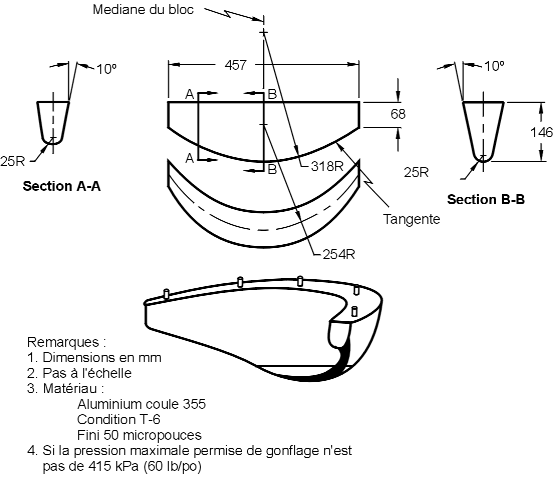 Mediane du bloc
10º
457
10º
A
B
68
146
25R
A
B
318R
25R
Section A-A
Section B-B
Tangente
254R
Remarques :
1. Dimensions en mm
2. Pas à l'échelle
3. Matériau :
Aluminium coule 355
Condition T-6
Fini 50 micropouces
4. Si la pression maximale permise de gonflage n'est
pas de 415 kPa (60 lb/po)